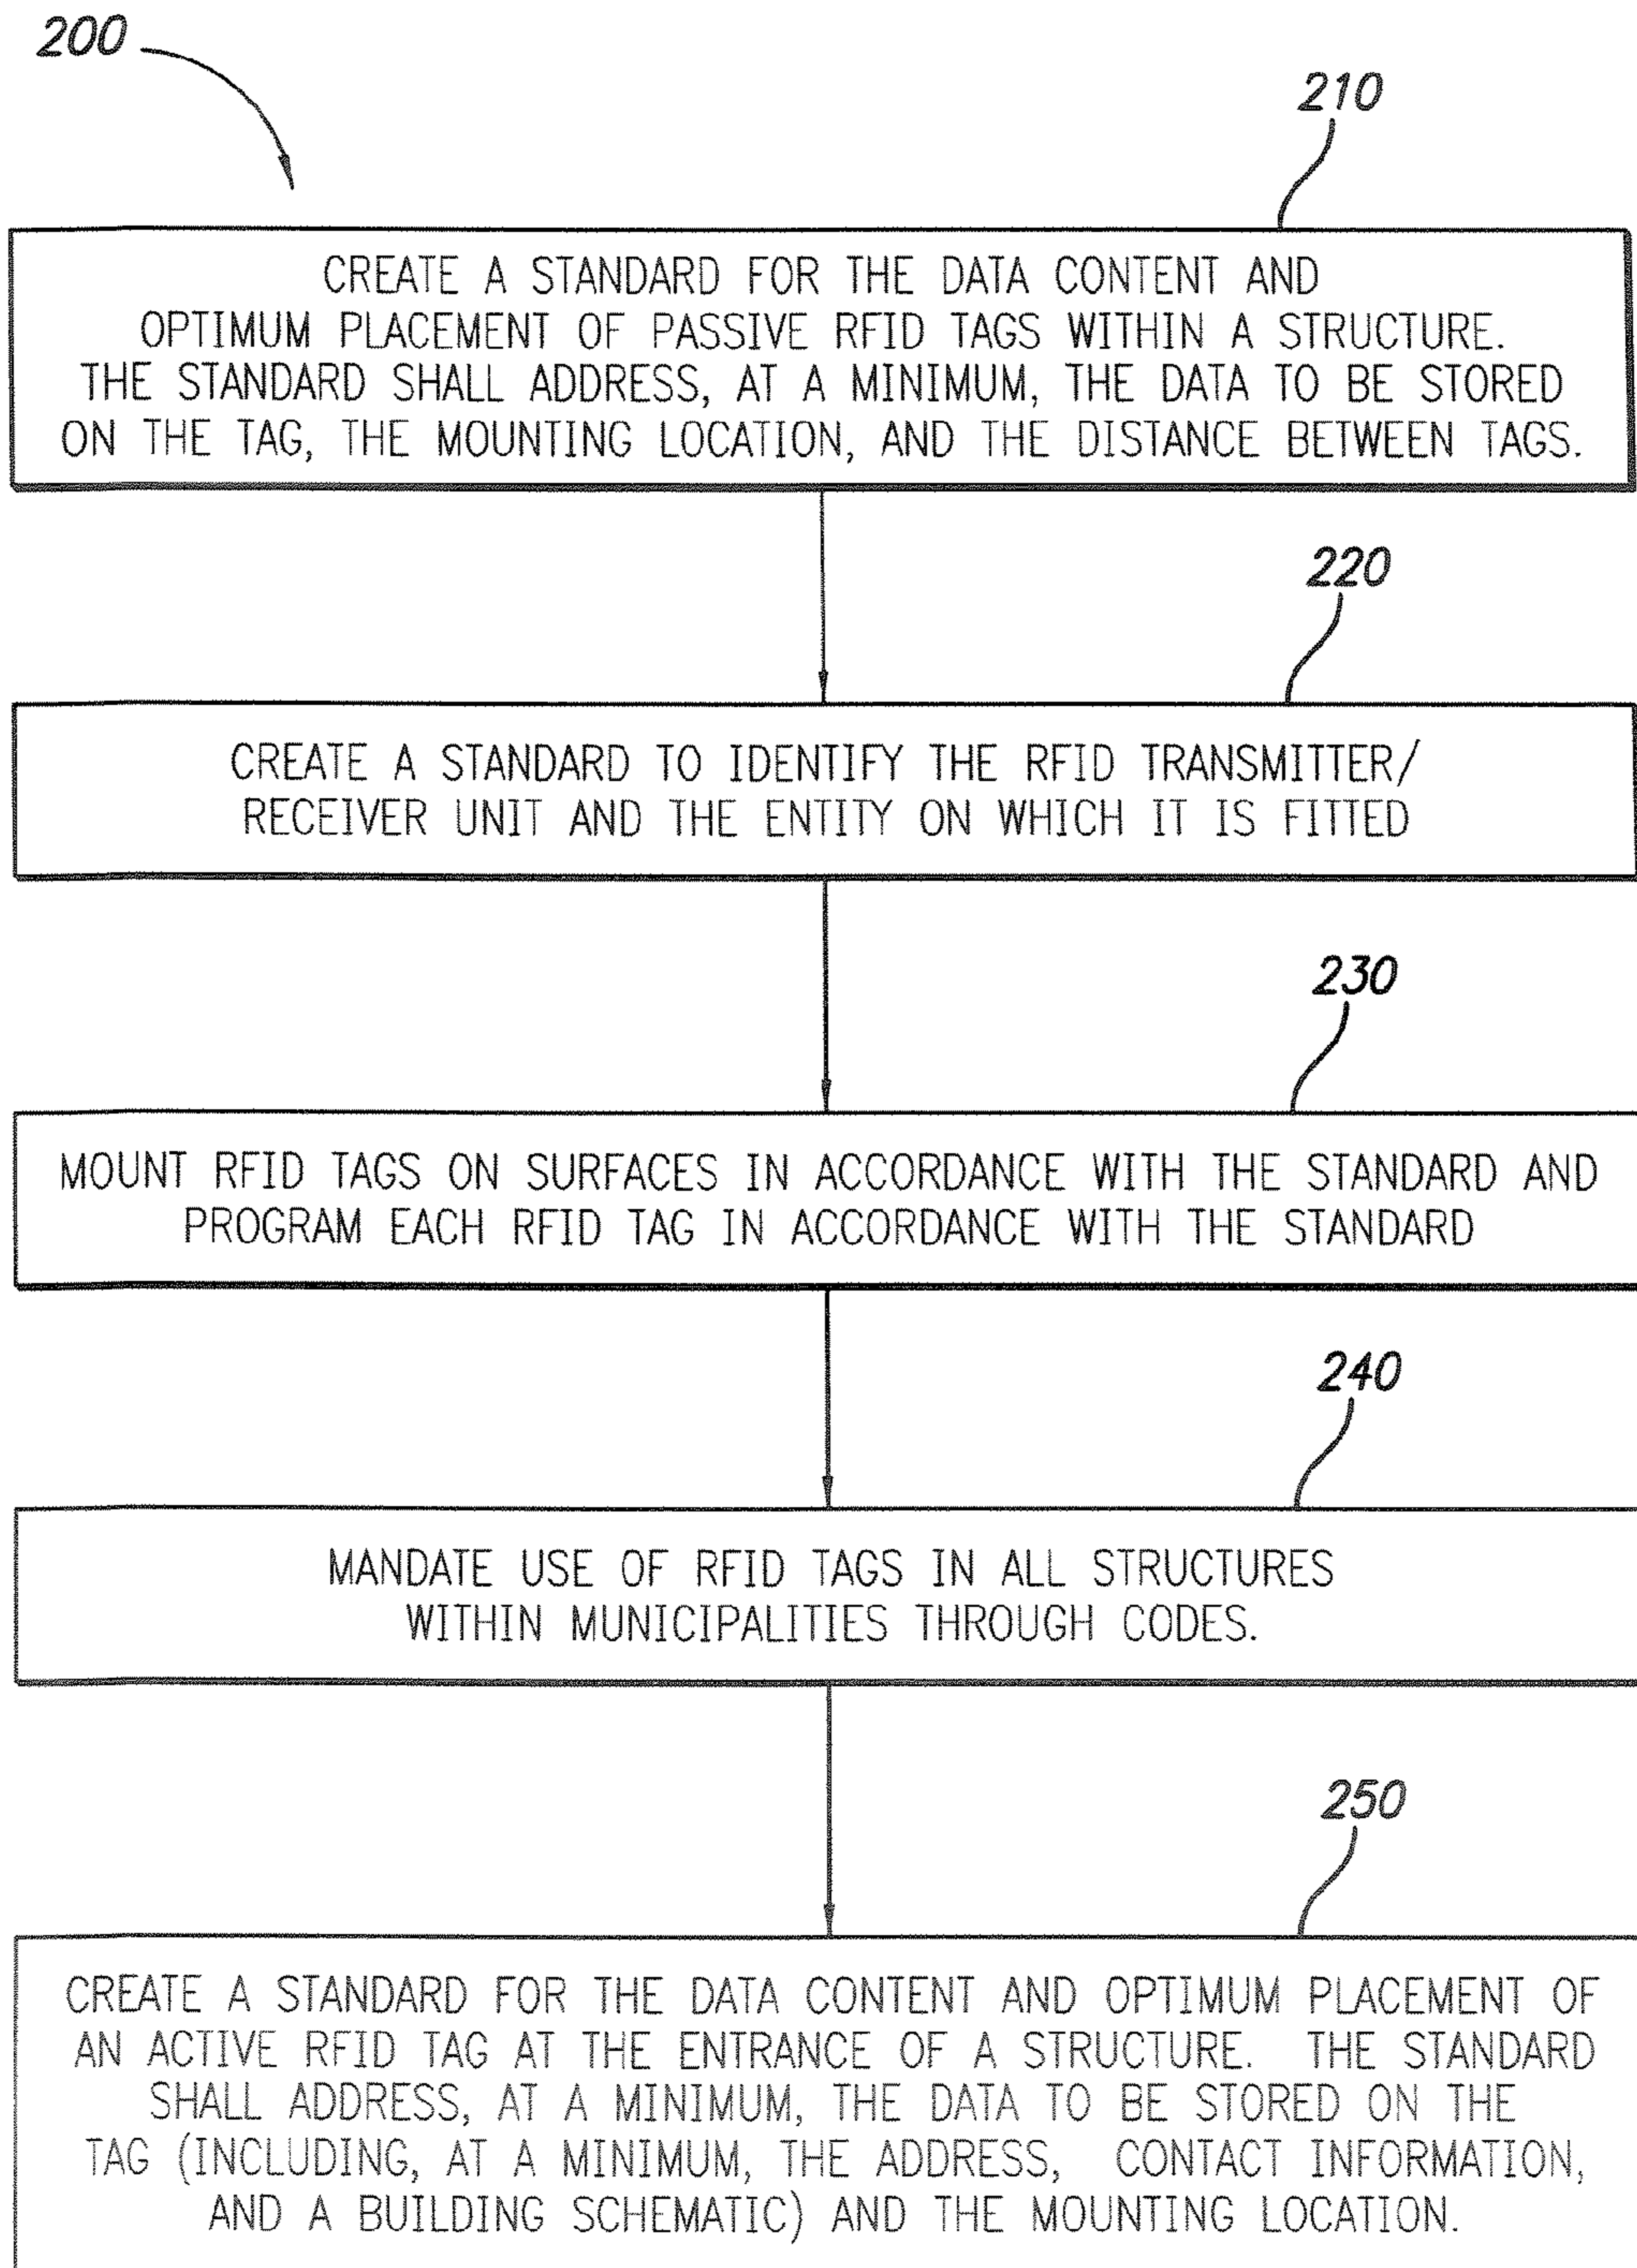 200
210
CREATE A STANDARD FOR THE DATA CONTENT AND
OPTIMUM PLACEMENT OF PASSIVE RFID TAGS WITHIN A STRUCTURE.
THE STANDARD SHALL ADDRESS, AT A MINIMUM, THE DATA TO BE STORED
ON THE TAG, THE MOUNTING LOCATION, AND THE DISTANCE BETWEEN TAGS.
220
CREATE A STANDARD TO IDENTIFY THE RFID TRANSMITTER/
RECEIVER UNIT AND THE ENTITY ON WHICH IT IS FITTED
230
MOUNT RFID TAGS ON SURFACES IN ACCORDANCE WITH THE STANDARD AND
PROGRAM EACH RFID TAG IN ACCORDANCE WITH THE STANDARD
240
MANDATE USE OF RFID TAGS IN ALL STRUCTURES
WITHIN MUNICIPALITIES THROUGH CODES.
250
CREATE A STANDARD FOR THE DATA CONTENT AND OPTIMUM PLACEMENT OF
AN ACTIVE RFID TAG AT THE ENTRANCE OF A STRUCTURE. THE STANDARD
SHALL ADDRESS, AT A MINIMUM, THE DATA TO BE STORED ON THE
TAG (INCLUDING, AT A MINIMUM, THE ADDRESS, CONTACT INFORMATION,
AND A BUILDING SCHEMATIC) AND THE MOUNTING LOCATION.